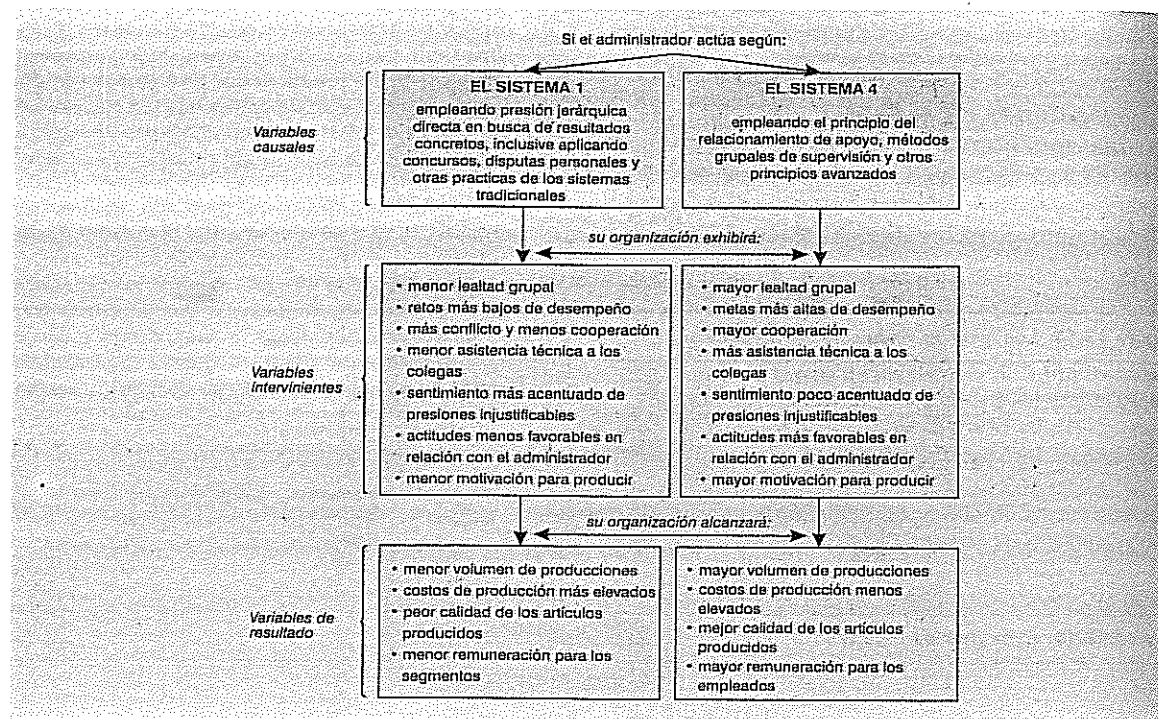 Si el administrador actúa según:
EL SISTEMA 1
empleando presión jerárquica
directa en busca de resultados
concretos, inclusive aplicando
concursos, disputas personales y
otras practicas de los sistemas
tradicionales
EL SISTEMA 4
empleando el principio del
relacionamiento de apoyo, métodos
grupales de supervisión y otros
principios avanzados
Variables
causales
su organización exhibirá:
• menor lealtad grupal
• retos más bajos de desempeño
• más conflicto y menos cooperación
• menor asistencia técnica a los
colegas
• sentimiento más acentuado de
presiones injustificables
• actitudes menos favorables en
relación con el administrador
• menor motivación para producir
• mayor lealtad grupal
• metas más altas de desempeño
• mayor cooperación
• más asistencia técnica a los
colegas
• sentimiento poco acentuado de
presiones injustificables
• actitudes más favorables en
relación con el administrador
• mayor motivación para producir
Variables
Intervinientes
su organización alcanzará:
• menor volumen de producciones
• costos de producción más elevados
• peor calidad de los artículos
producidos
• menor remuneración para los
segmentos
• mayor volumen de producciones
• costos de producción menos
elevados
• mejor calidad de los artículos
producidos
• mayor remuneración para los
empleados
Variables de
resultado